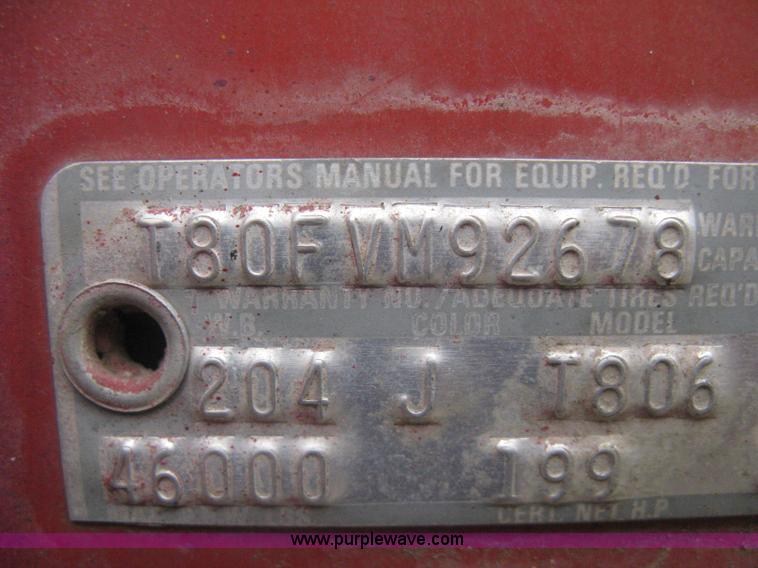 SEE OPERATORS MANUAL FOR EQUIP. REQ'D FOR
T80FVM92678
WARRANTY NO./ADEQUATE TIRES REQ'D
W.B. COLOR MODEL
204 J T806
46000 199
CERT. NET H.P.
www.purplewave.com